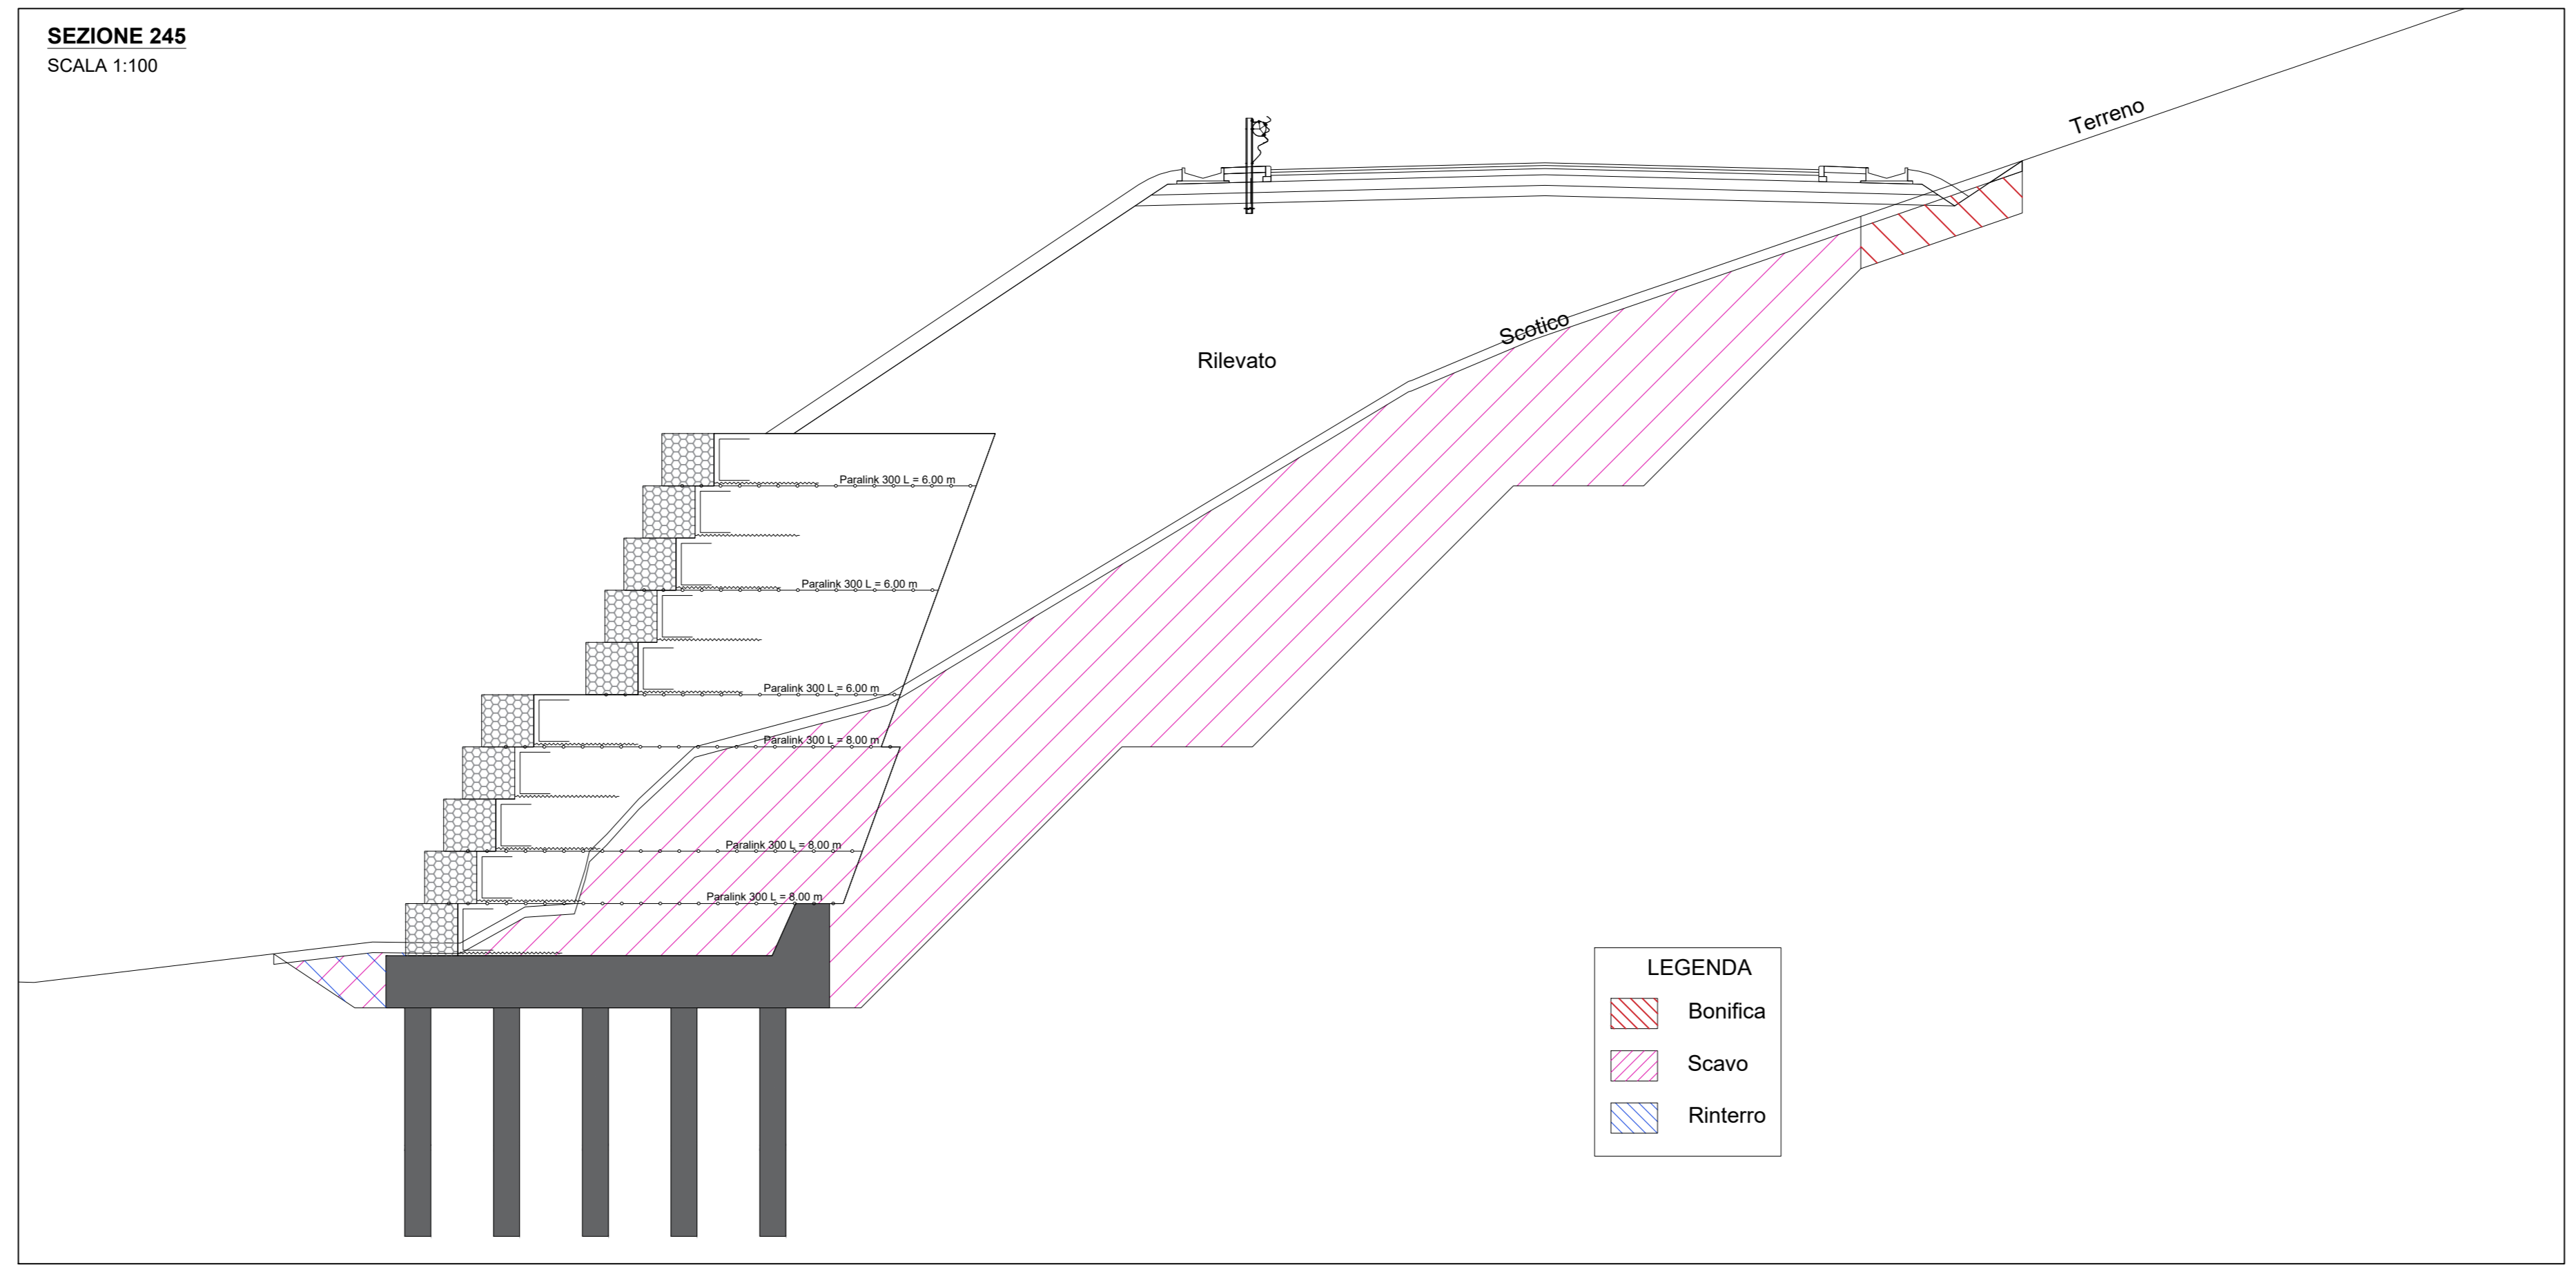 SEZIONE 245
SCALA 1:100
Terreno
Scotico
Rilevato
Paralink 300 L = 6.00 m
Paralink 300 L = 6.00 m
Paralink 300 L = 6.00 m
Paralink 300 L = 8.00 m
Paralink 300 L = 8.00 m
Paralink 300 L = 8.00 m
LEGENDA
Bonifica
Scavo
Rinterro